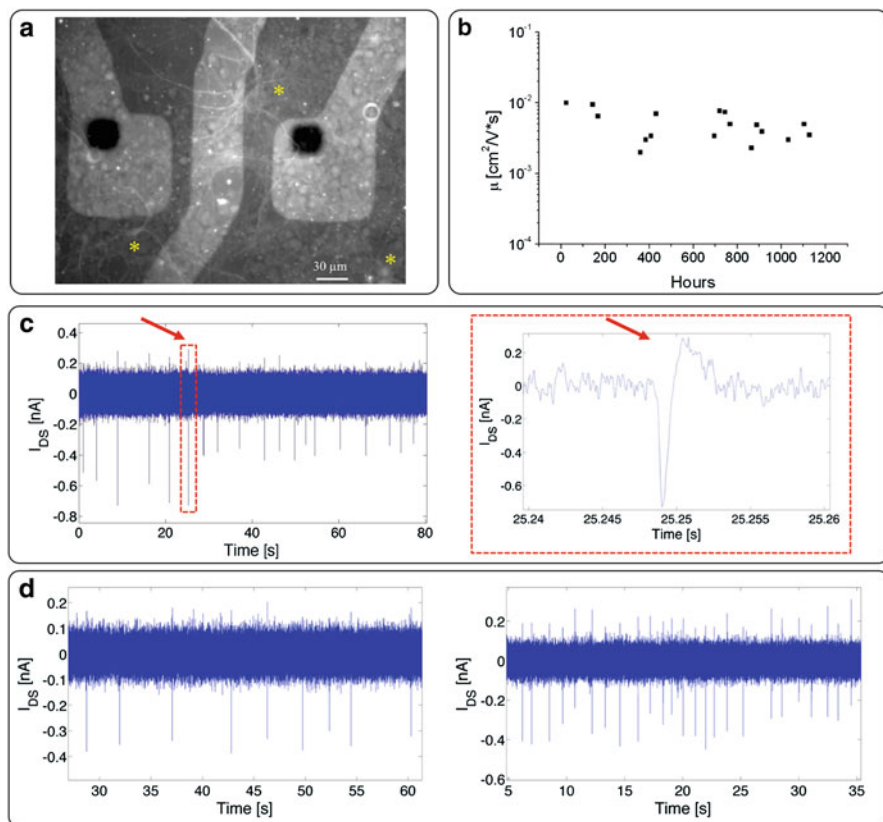 a
*
*
*
30 µm
b
10⁻¹
10⁻²
10⁻³
10⁻⁴
µ [cm²/V*s]
0 200 400 600 800 1000 1200
Hours
c
0.4
0.2
0
-0.2
-0.4
-0.6
-0.8
I_DS [nA]
0 20 40 60 80
Time [s]
0.2
0
-0.2
-0.4
-0.6
I_DS [nA]
25.24 25.245 25.25 25.255 25.26
Time [s]
d
0.2
0.1
0
-0.1
-0.2
-0.3
-0.4
I_DS [nA]
30 35 40 45 50 55 60
Time [s]
0.4
0.2
0
-0.2
-0.4
-0.6
I_DS [nA]
5 10 15 20 25 30 35
Time [s]